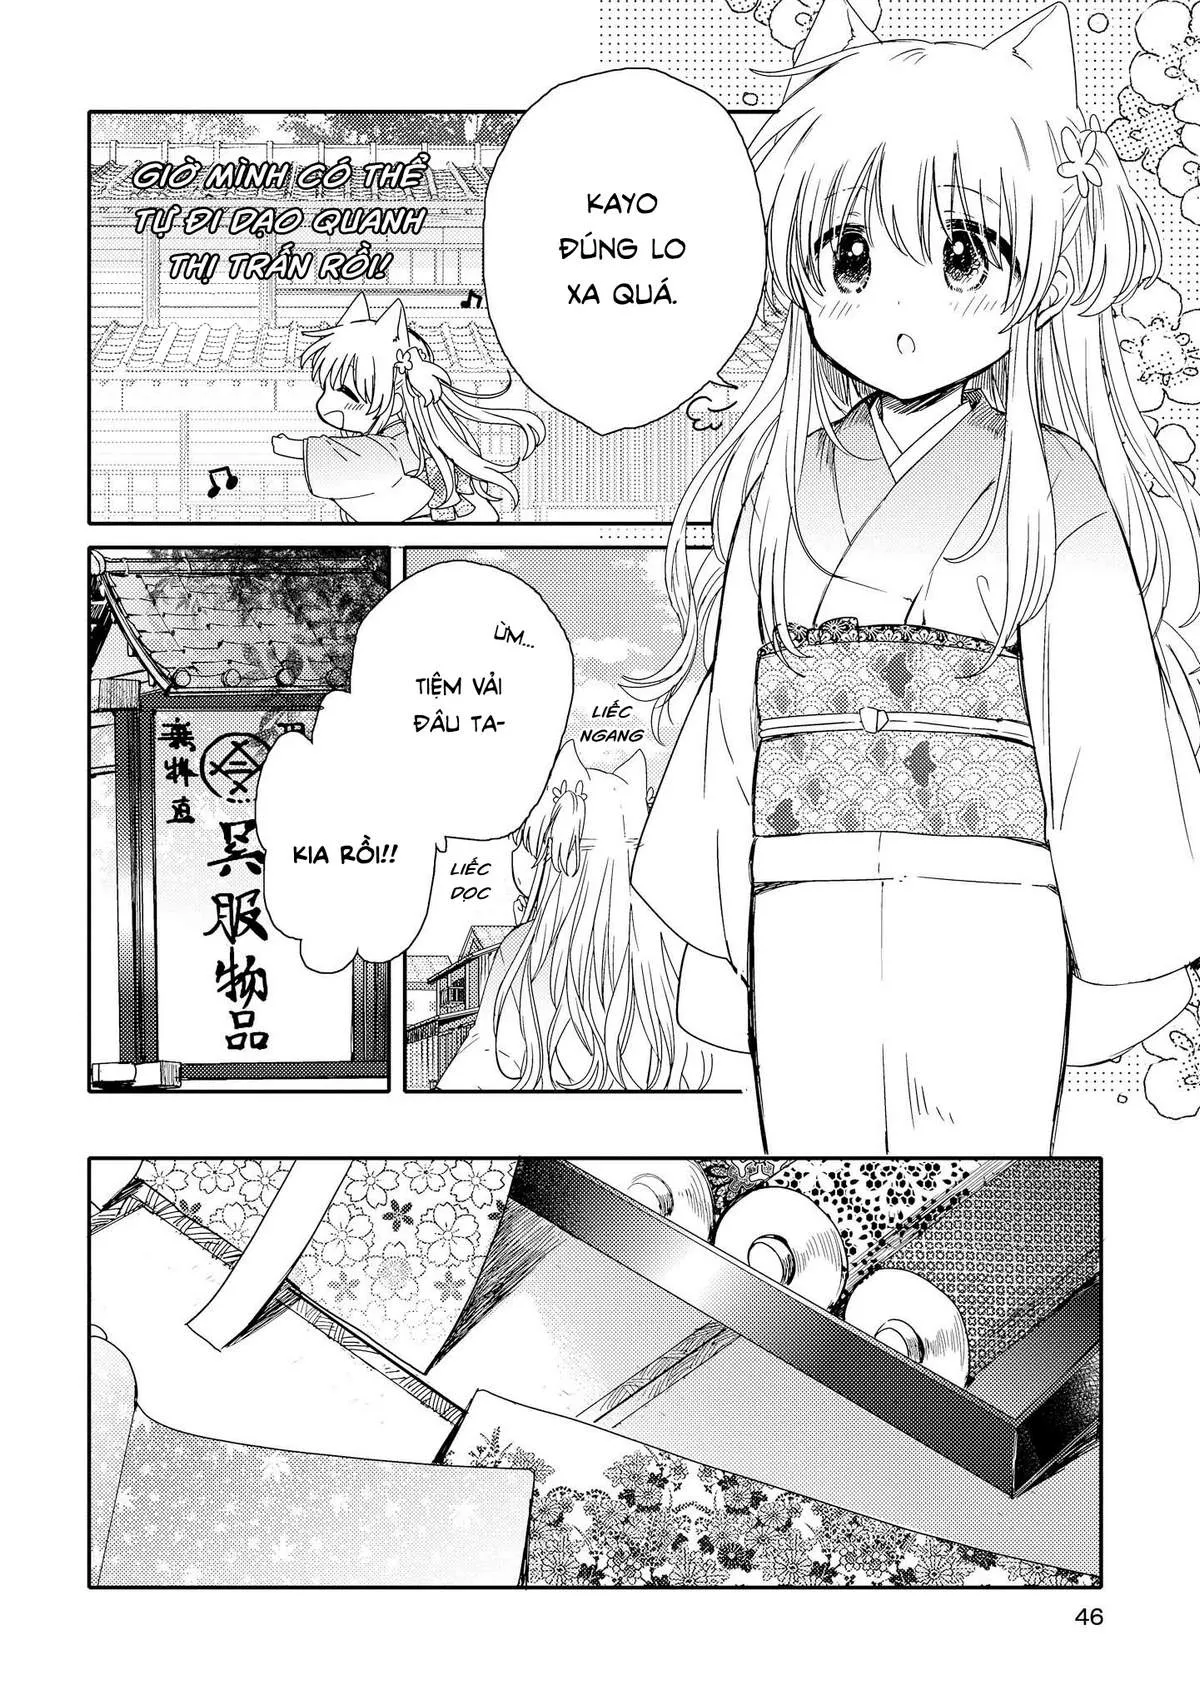 KAYO
ĐÚNG LO
XA QUÁ.
GIỜ MÌNH CÓ THỂ
TỰ ĐI DẠO QUANH
THỊ TRẤN RỒI!
ỪM...
TIỆM VẢI
ĐÂU TA-
LIẾC
NGANG
LIẾC
DỌC
KIA RỒI!!
呉服物品
46